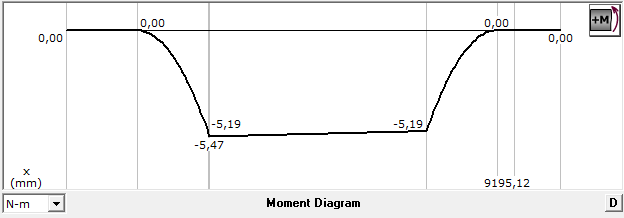 +M
0,00 0,00
0,00 0,00
-5,19 -5,19
-5,47
x
(mm) 9195,12
N-m Moment Diagram D